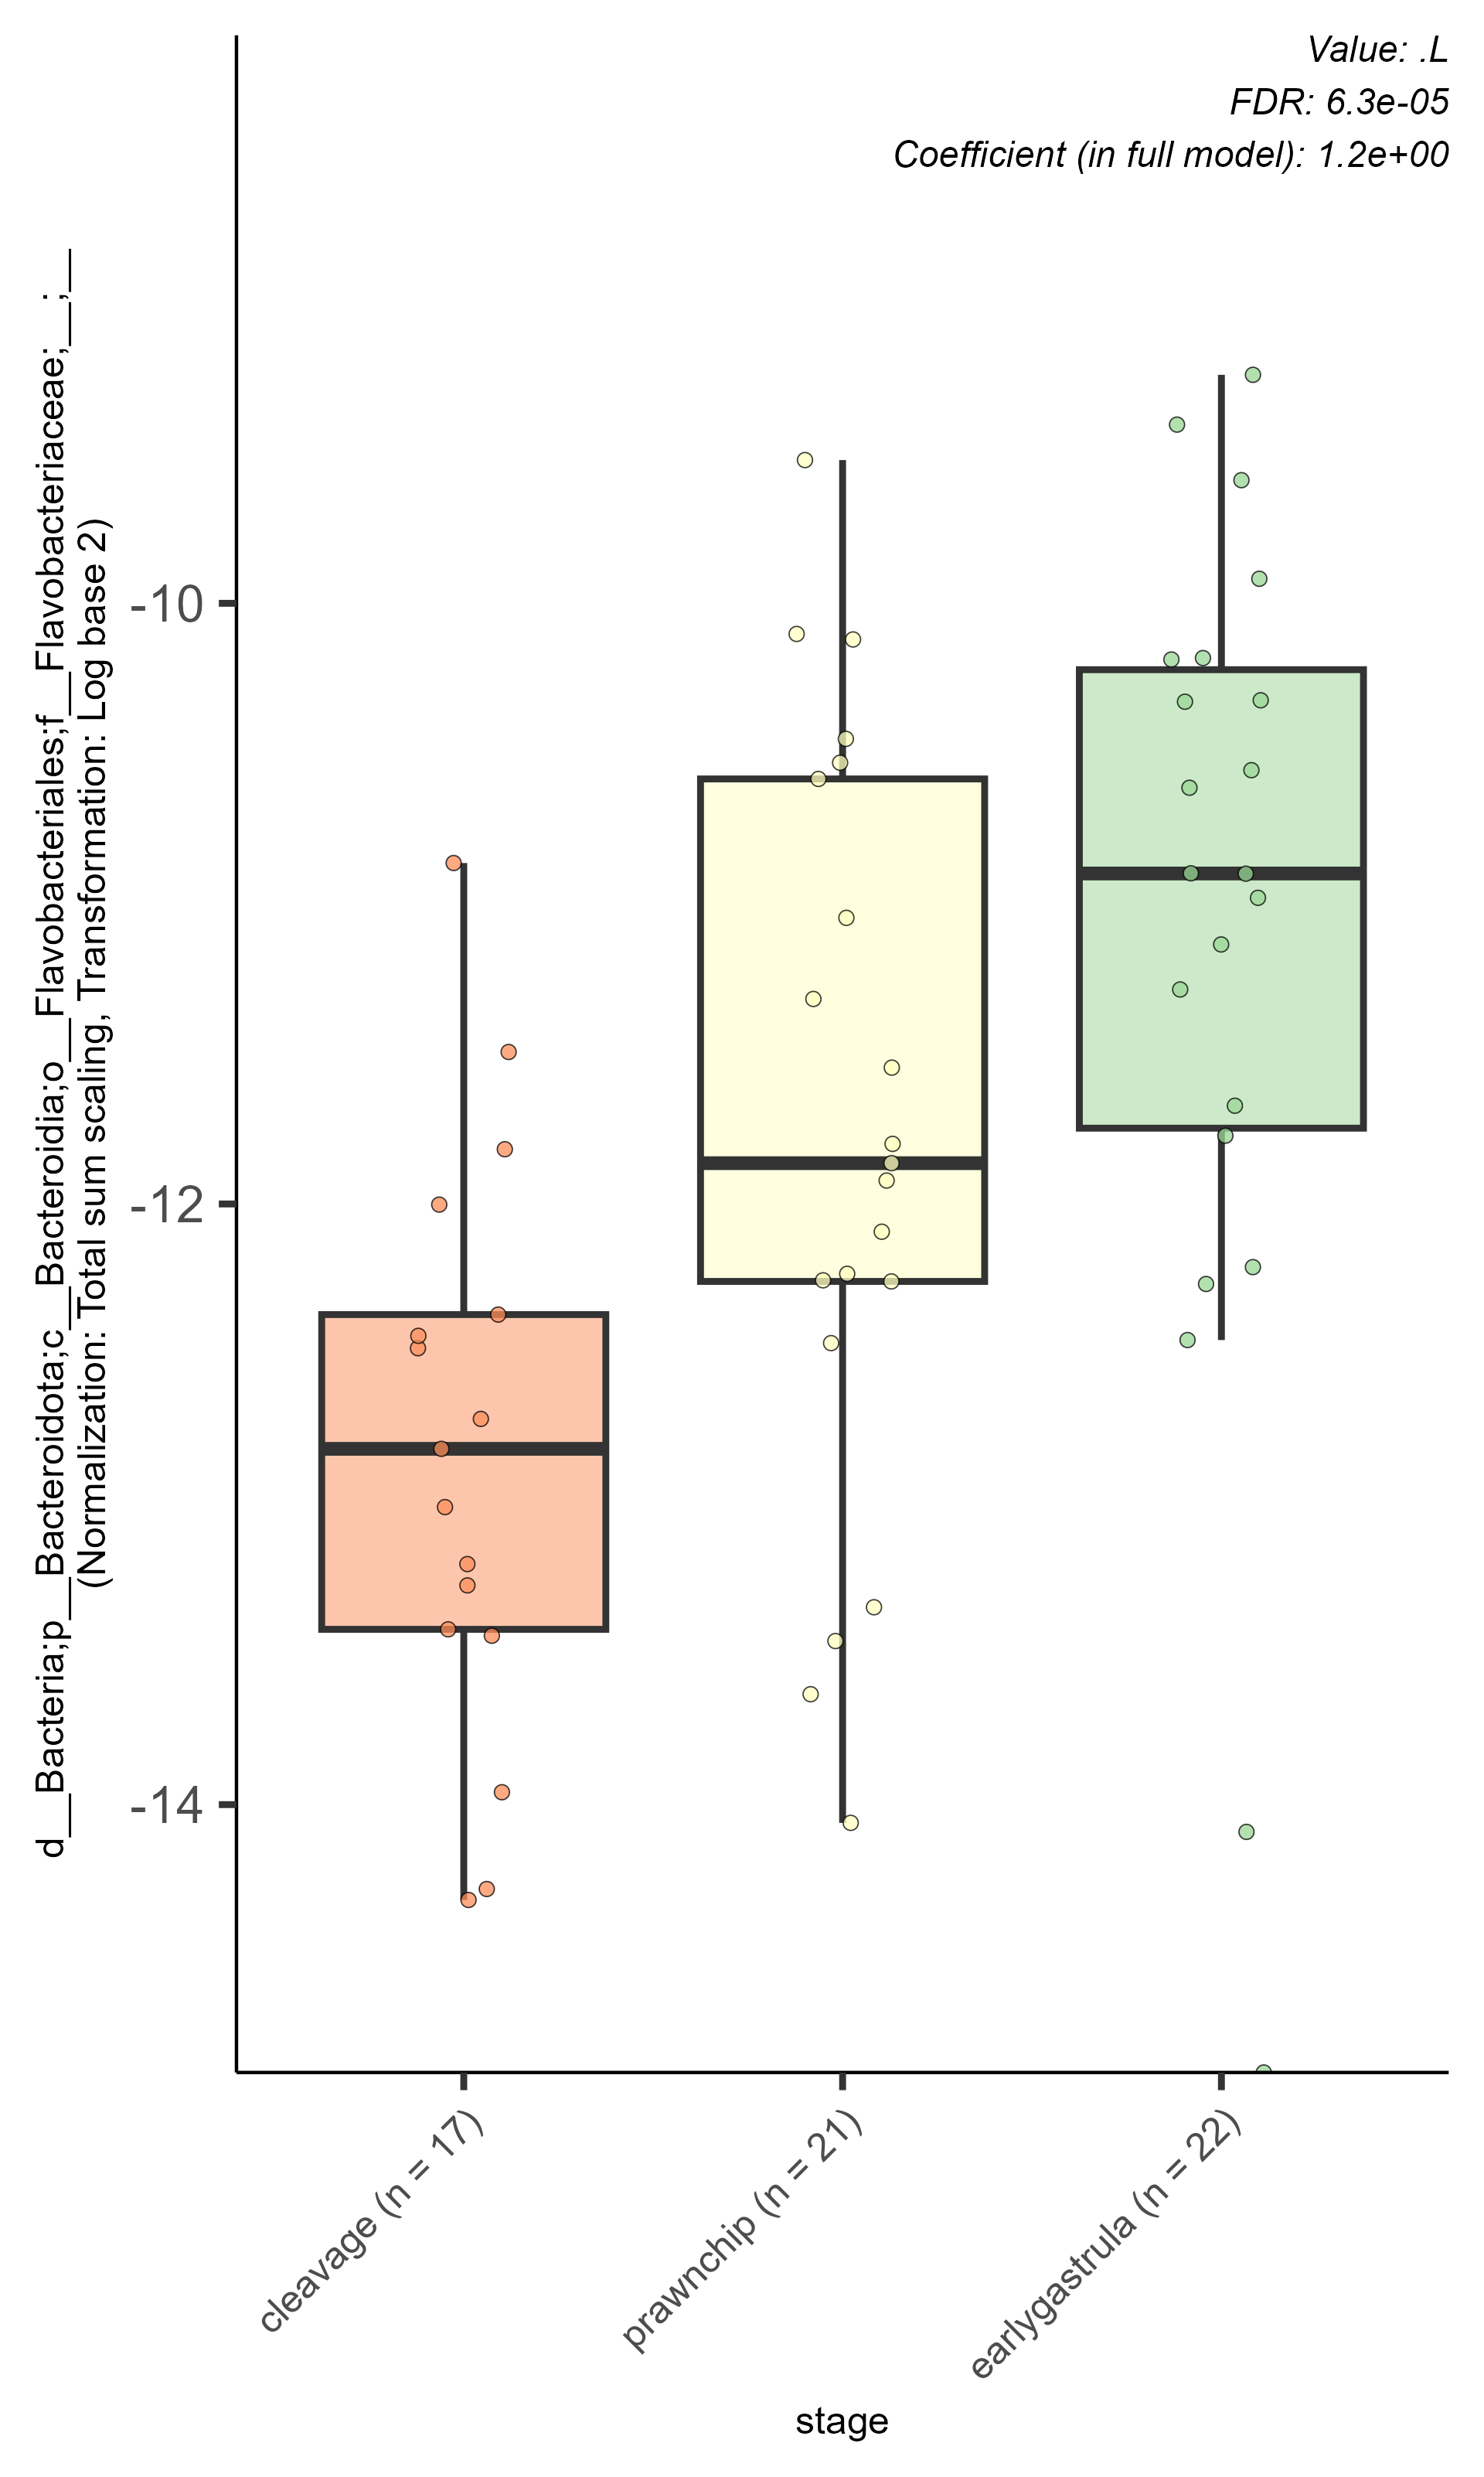 Value: .L
FDR: 6.3e-05
Coefficient (in full model): 1.2e+00
d__Bacteria;p__Bacteroidota;c__Bacteroidia;o__Flavobacteriales;f__Flavobacteriaceae;__;__
(Normalization: Total sum scaling, Transformation: Log base 2)
-10
-12
-14
cleavage (n = 17)
prawnchip (n = 21)
earlygastrula (n = 22)
stage